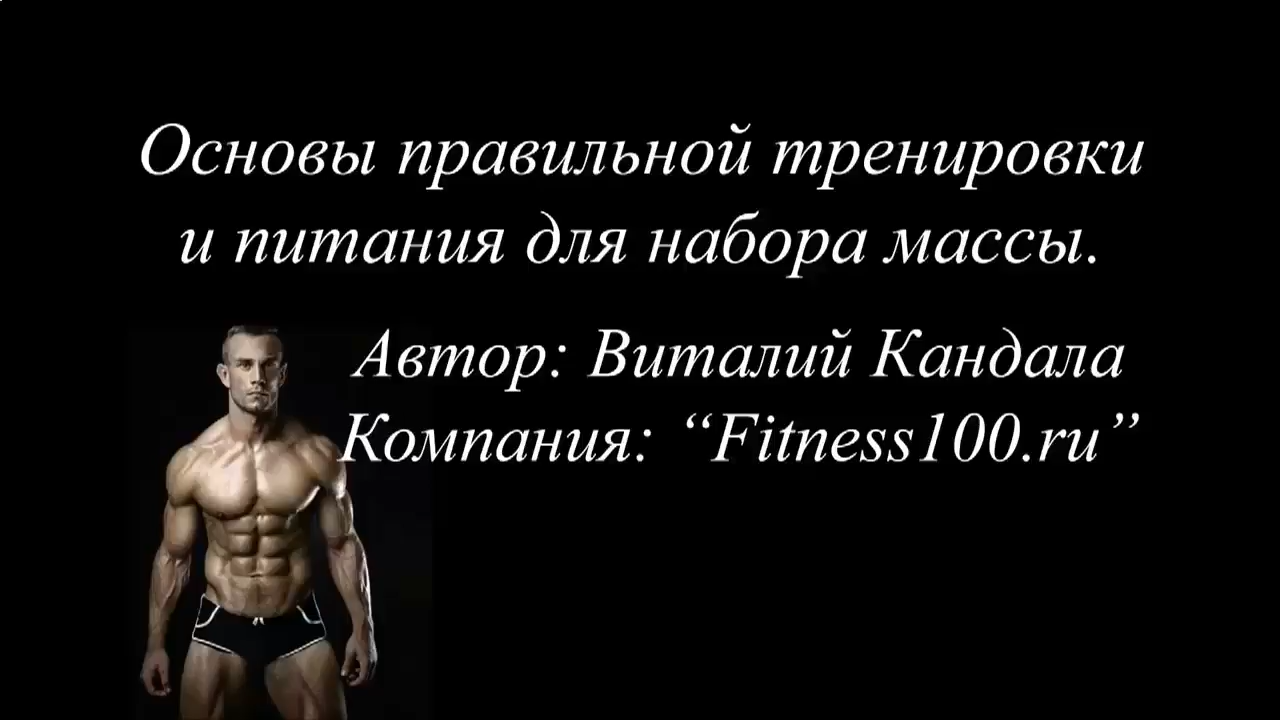 Основы правильной тренировки
и питания для набора массы.
Автор: Виталий Кандала
Компания: “Fitness100.ru”